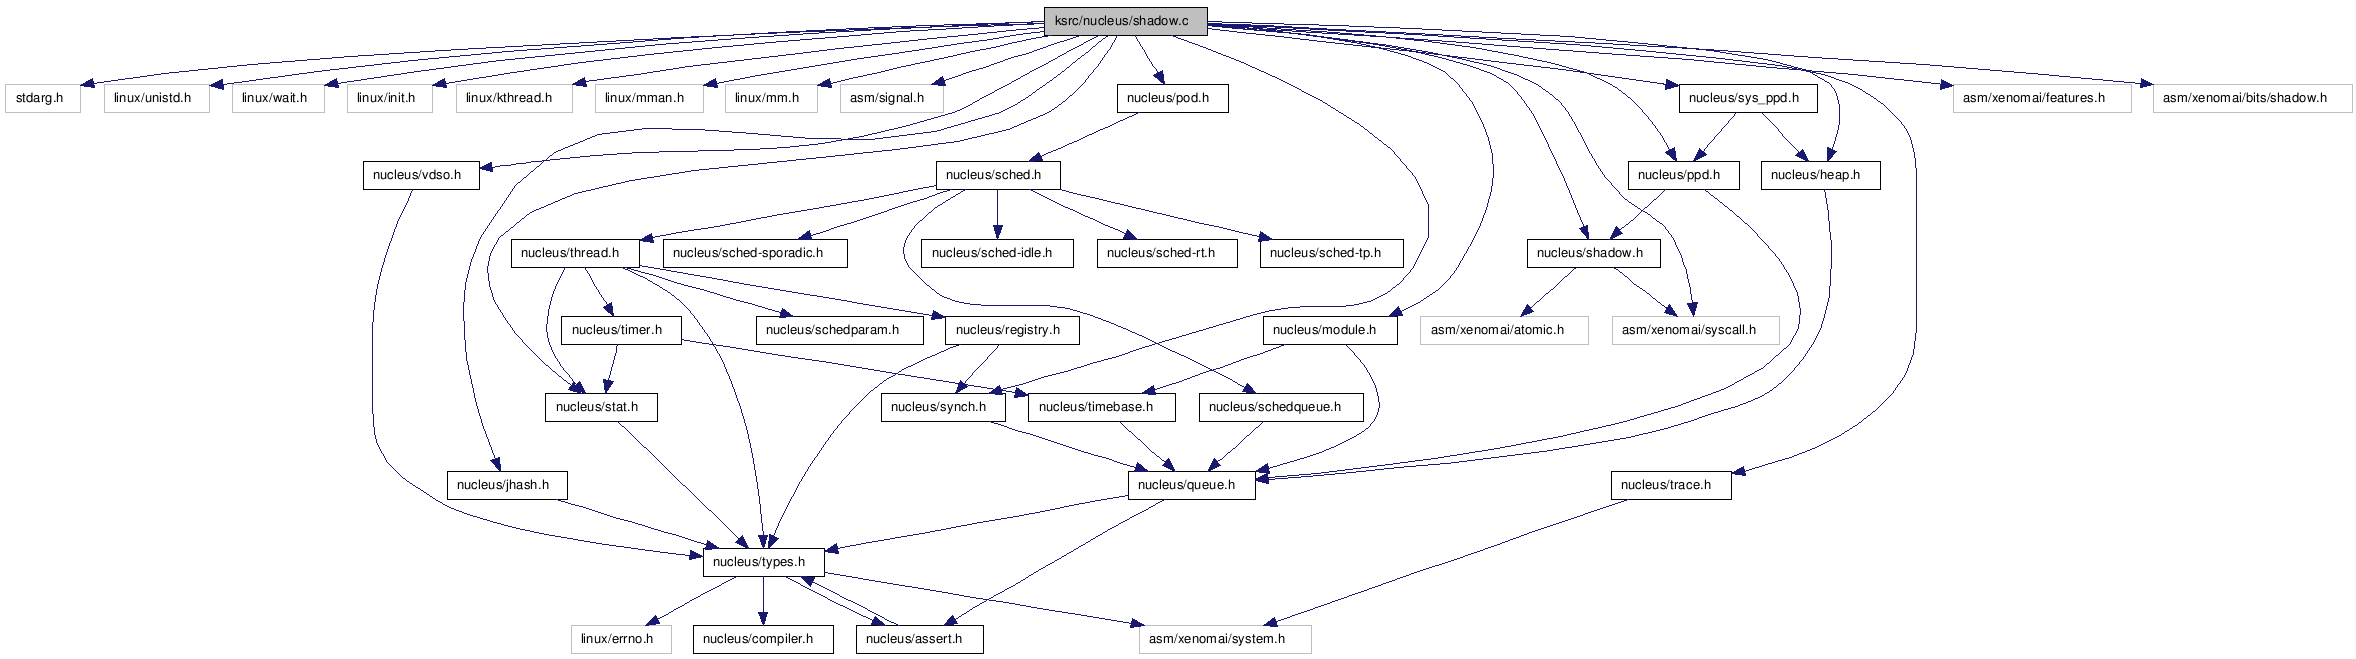 ksrc/nucleus/shadow.c
stdarg.h
linux/unistd.h
linux/wait.h
linux/init.h
linux/kthread.h
linux/mman.h
linux/mm.h
asm/signal.h
nucleus/pod.h
nucleus/sys_ppd.h
asm/xenomai/features.h
asm/xenomai/bits/shadow.h
nucleus/vdso.h
nucleus/sched.h
nucleus/ppd.h
nucleus/heap.h
nucleus/thread.h
nucleus/sched-sporadic.h
nucleus/sched-idle.h
nucleus/sched-rt.h
nucleus/sched-tp.h
nucleus/shadow.h
nucleus/timer.h
nucleus/schedparam.h
nucleus/registry.h
nucleus/module.h
asm/xenomai/atomic.h
asm/xenomai/syscall.h
nucleus/stat.h
nucleus/synch.h
nucleus/timebase.h
nucleus/schedqueue.h
nucleus/jhash.h
nucleus/queue.h
nucleus/trace.h
nucleus/types.h
linux/errno.h
nucleus/compiler.h
nucleus/assert.h
asm/xenomai/system.h